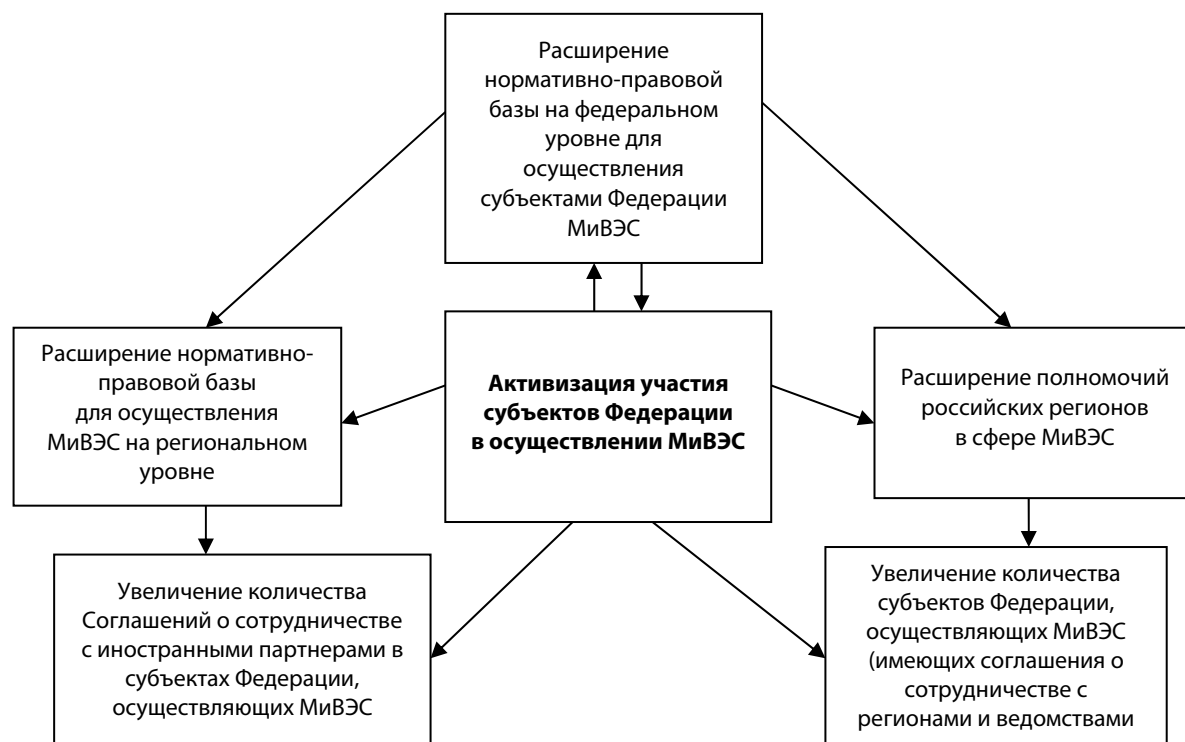 Расширение
нормативно-правовой
базы на федеральном
уровне для
осуществления
субъектами Федерации
МиВЭС
Расширение нормативно-
правовой базы
для осуществления
МиВЭС на региональном
уровне
Активизация участия
субъектов Федерации
в осуществлении МиВЭС
Расширение полномочий
российских регионов
в сфере МиВЭС
Увеличение количества
Соглашений о сотрудничестве
с иностранными партнерами в
субъектах Федерации,
осуществляющих МиВЭС
Увеличение количества
субъектов Федерации,
осуществляющих МиВЭС
(имеющих соглашения о
сотрудничестве с
регионами и ведомствами